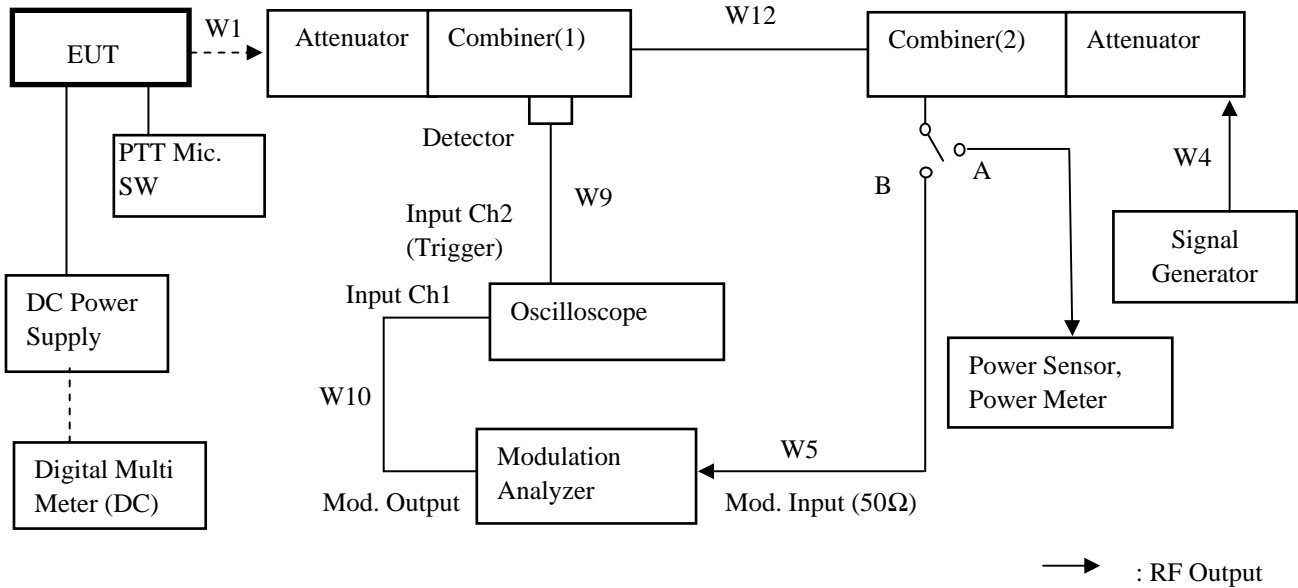 W12
W1
EUT
Attenuator
Combiner(1)
Combiner(2)
Attenuator
Detector
PTT Mic.
SW
W4
A
B
W9
Input Ch2
(Trigger)
Signal
Generator
Input Ch1
DC Power
Supply
Oscilloscope
Power Sensor,
Power Meter
W10
W5
Digital Multi
Meter (DC)
Modulation
Analyzer
Mod. Output
Mod. Input (50Ω)
: RF Output